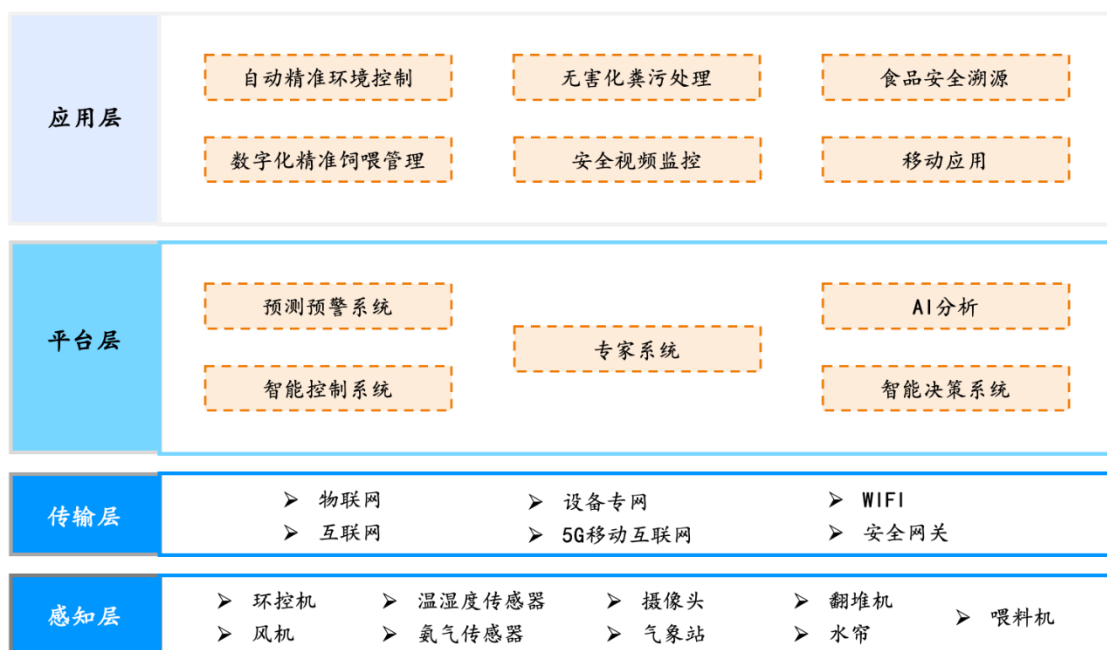 应用层
自动精准环境控制
无害化粪污处理
食品安全溯源
数字化精准饲喂管理
安全视频监控
移动应用
平台层
预测预警系统
AI分析
专家系统
智能控制系统
智能决策系统
传输层
物联网
设备专网
WIFI
互联网
5G移动互联网
安全网关
感知层
环控机
温湿度传感器
摄像头
翻堆机
喂料机
风机
氨气传感器
气象站
水帘